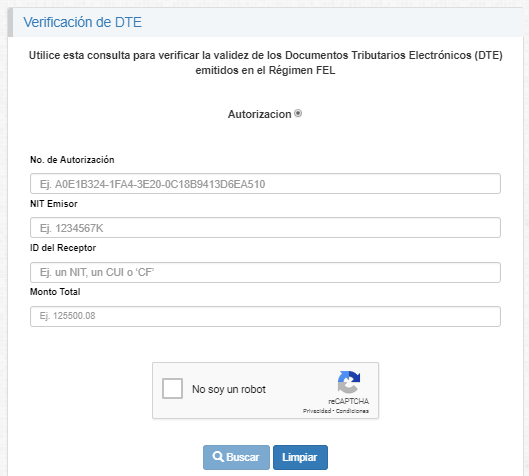 Verificación de DTE
Utilice esta consulta para verificar la validez de los Documentos Tributarios Electrónicos (DTE)
emitidos en el Régimen FEL
Autorizacion
No. de Autorización
Ej. A0E1B324-1FA4-3E20-0C18B9413D6EA510
NIT Emisor
Ej. 1234567K
ID del Receptor
Ej. un NIT, un CUI o 'CF'
Monto Total
Ej. 125500.08
No soy un robot
reCAPTCHA
Privacidad - Condiciones
Buscar Limpiar